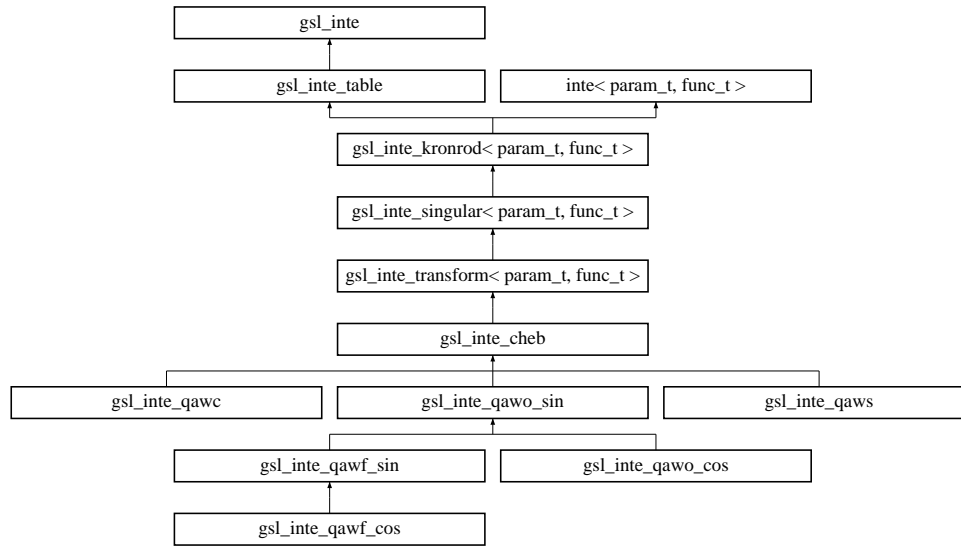 gsl_inte
gsl_inte_table
inte< param_t, func_t >
gsl_inte_kronrod< param_t, func_t >
gsl_inte_singular< param_t, func_t >
gsl_inte_transform< param_t, func_t >
gsl_inte_cheb
gsl_inte_qawc
gsl_inte_qawo_sin
gsl_inte_qaws
gsl_inte_qawf_sin
gsl_inte_qawo_cos
gsl_inte_qawf_cos